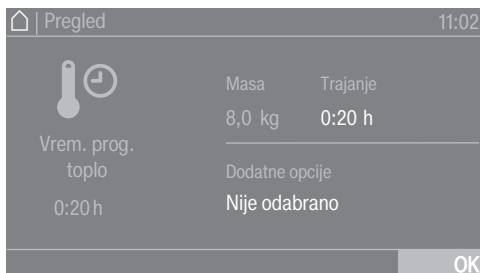 | Pregled 11:02
Masa Trajanje
8,0 kg 0:20 h
Vrem. prog.
toplo
0:20 h
Dodatne opcije
Nije odabrano
OK